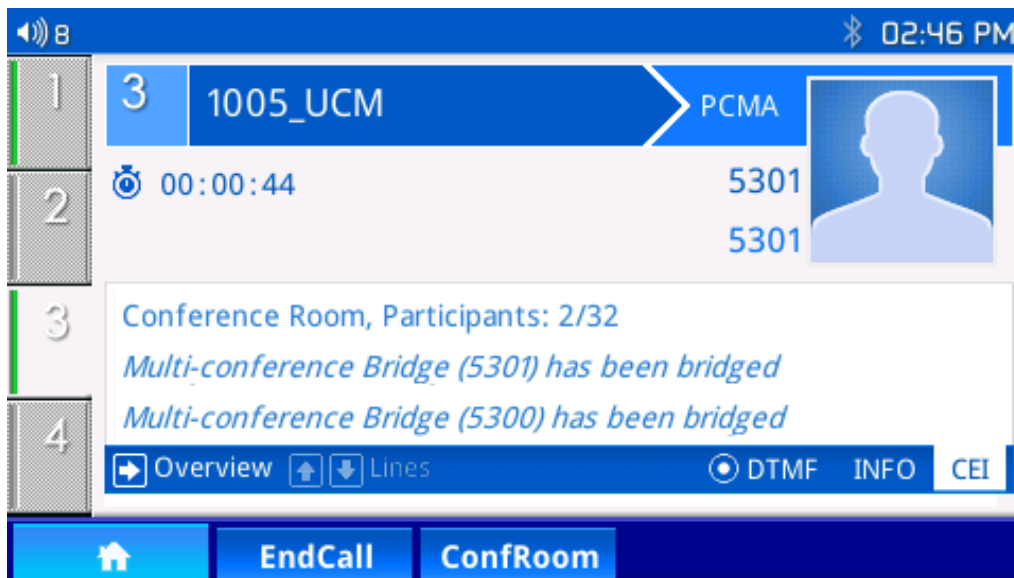 8 02:46 PM
1
3 1005_UCM PCMA
00:00:44 5301
2
5301
3
Conference Room, Participants: 2/32
Multi-conference Bridge (5301) has been bridged
Multi-conference Bridge (5300) has been bridged
4
Overview Lines DTMF INFO CEI
EndCall ConfRoom